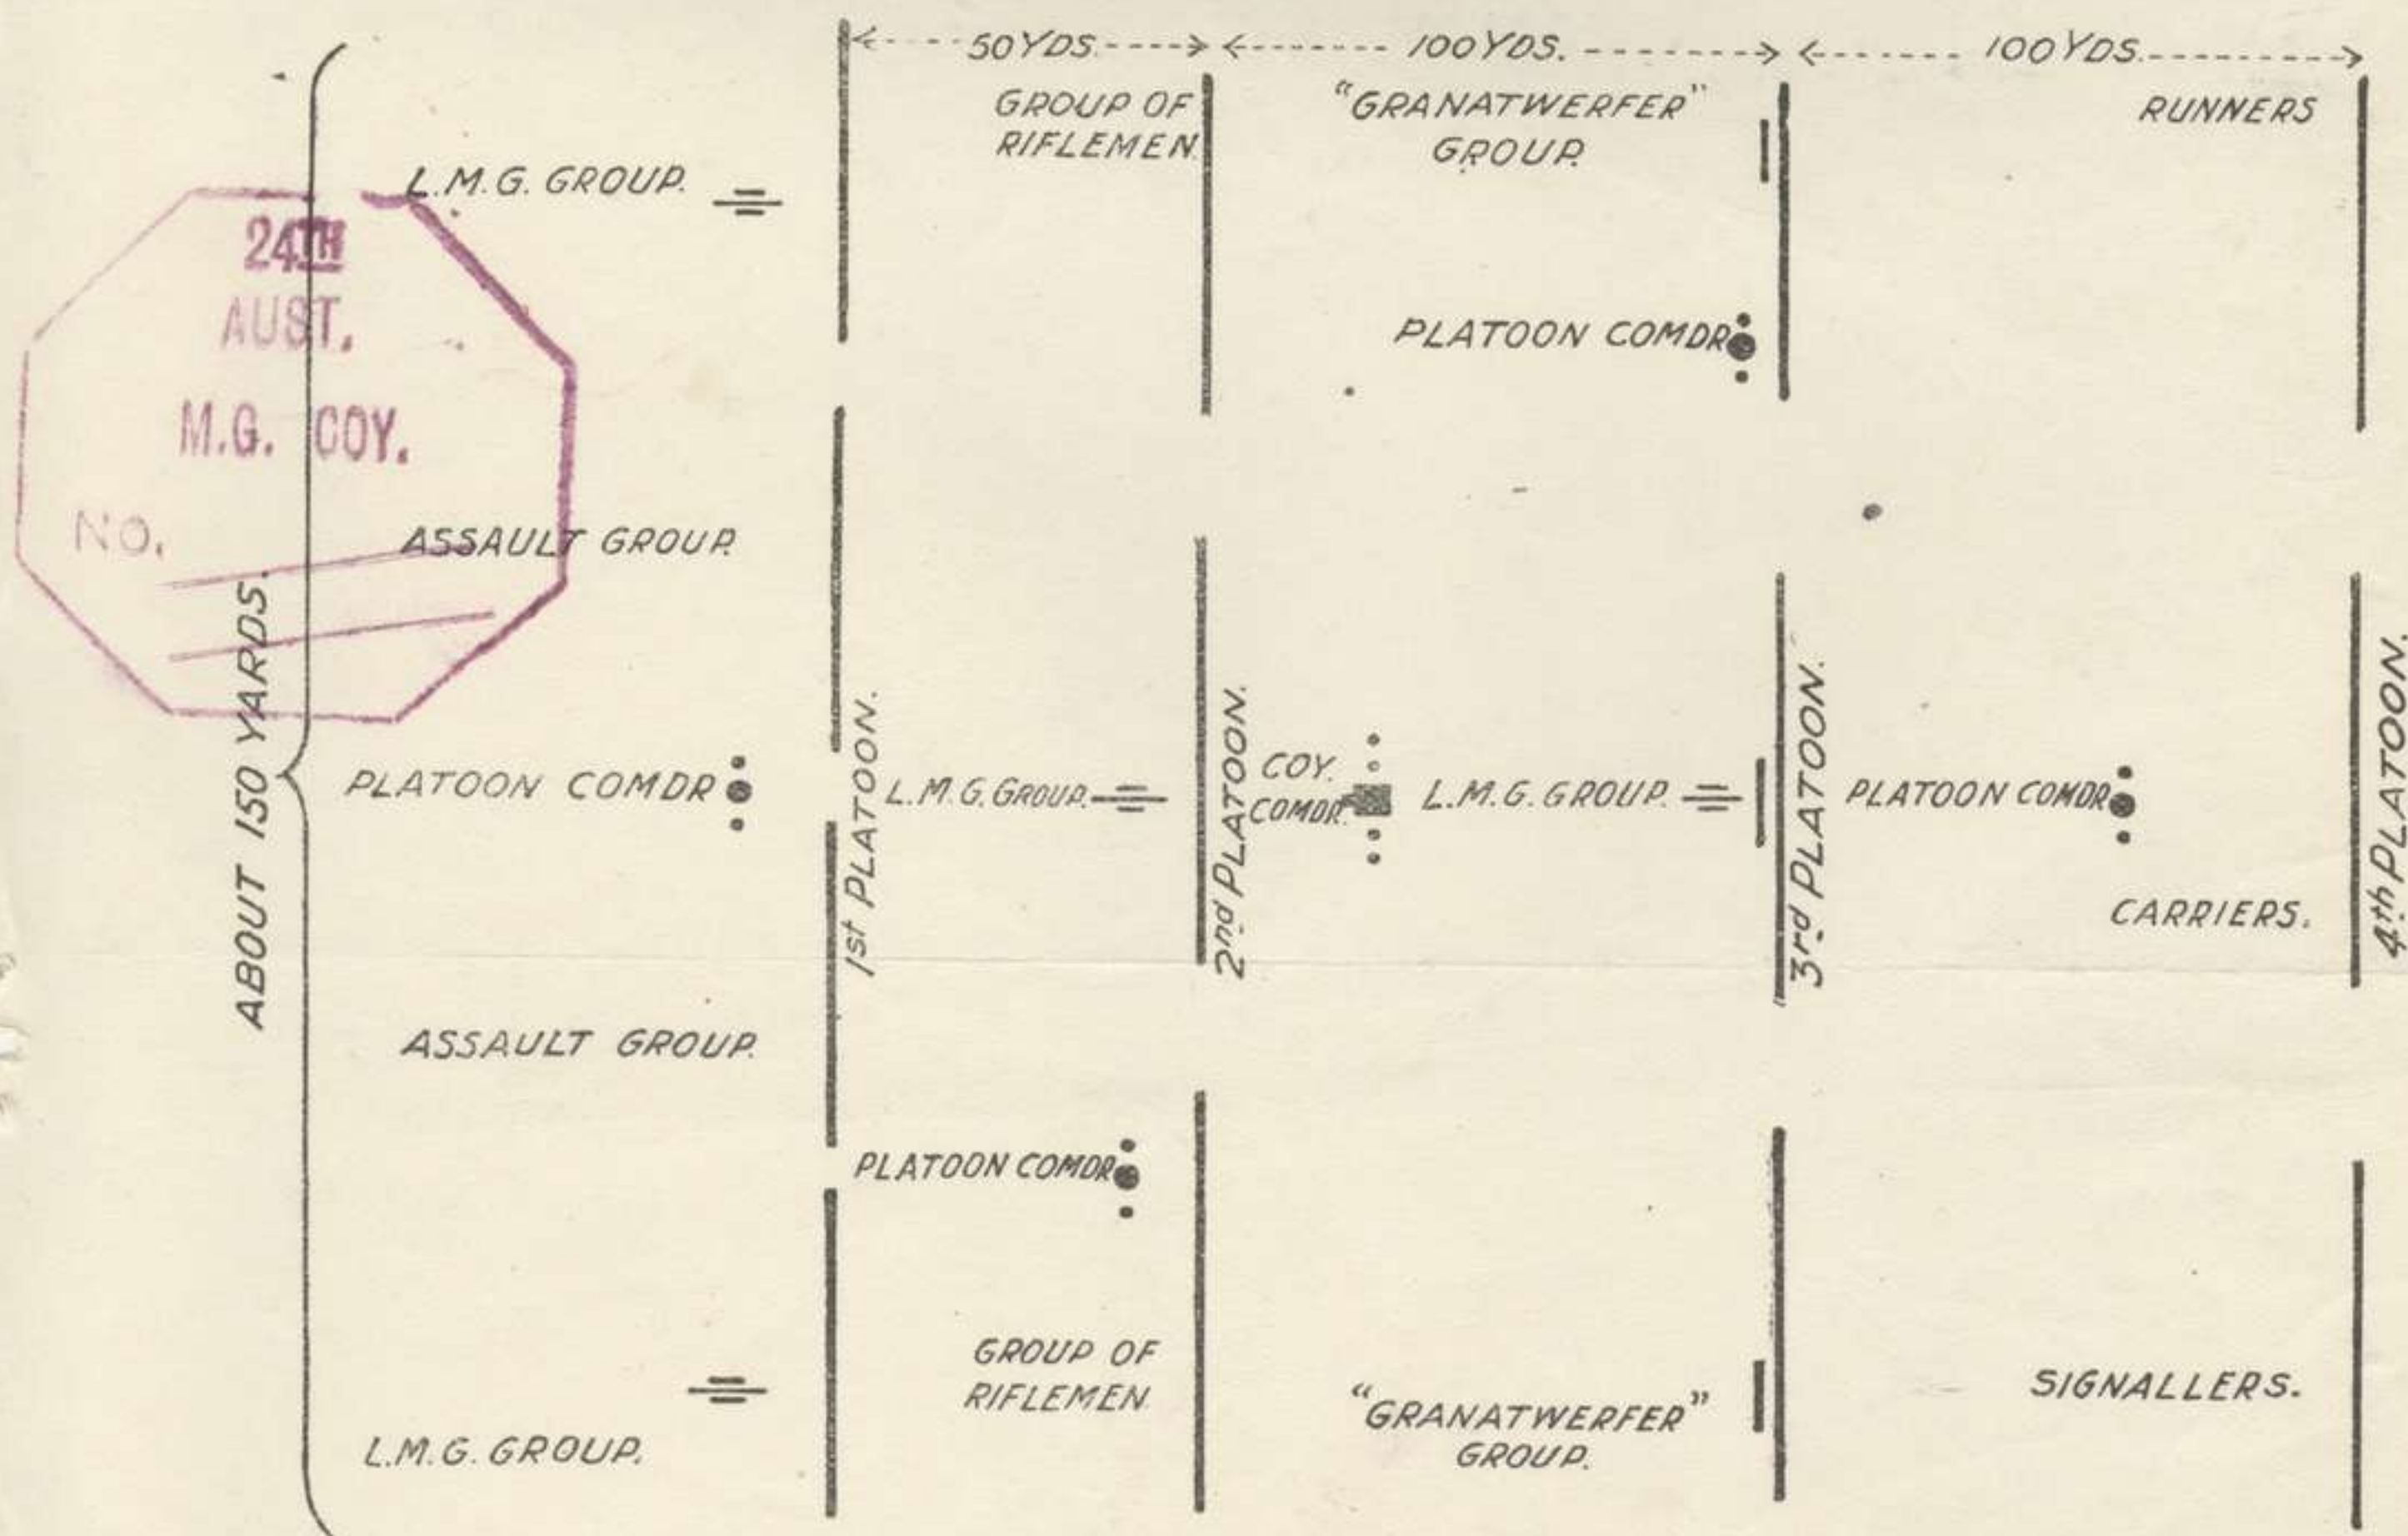 50 YDS.
100 YDS.
100 YDS.
GROUP OF
RIFLEMEN
"GRANATWERFER"
GROUP.
RUNNERS
L.M.G. GROUP.
24TH
AUST.
M.G. COY.
NO.
PLATOON COMDR
ASSAULT GROUP.
ABOUT 150 YARDS.
PLATOON COMDR
1st PLATOON.
L.M.G. GROUP.
2nd PLATOON.
COY.
COMDR.
L.M.G. GROUP.
3rd PLATOON.
PLATOON COMDR
4th PLATOON.
CARRIERS.
ASSAULT GROUP.
PLATOON COMDR
GROUP OF
RIFLEMEN
"GRANATWERFER"
GROUP.
SIGNALLERS.
L.M.G. GROUP.